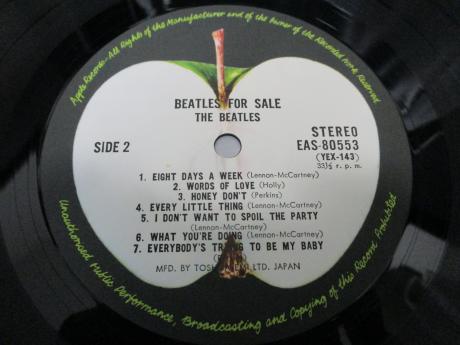 Apple Records · All Rights of the Manufacturer and of the Owner of the Recorded Work Reserved
BEATLES FOR SALE
THE BEATLES
SIDE 2
STEREO
EAS-80553
(YEX-143)
33⅓ r. p. m.
1. EIGHT DAYS A WEEK (Lennon-McCartney)
2. WORDS OF LOVE (Holly)
3. HONEY DON'T (Perkins)
4. EVERY LITTLE THING (Lennon-McCartney)
5. I DON'T WANT TO SPOIL THE PARTY
(Lennon-McCartney)
6. WHAT YOU'RE DOING (Lennon-McCartney)
7. EVERYBODY'S TRYING TO BE MY BABY
MFD. BY LTD. JAPAN
Unauthorised Public Performance, Broadcasting and Copying of this Record Prohibited